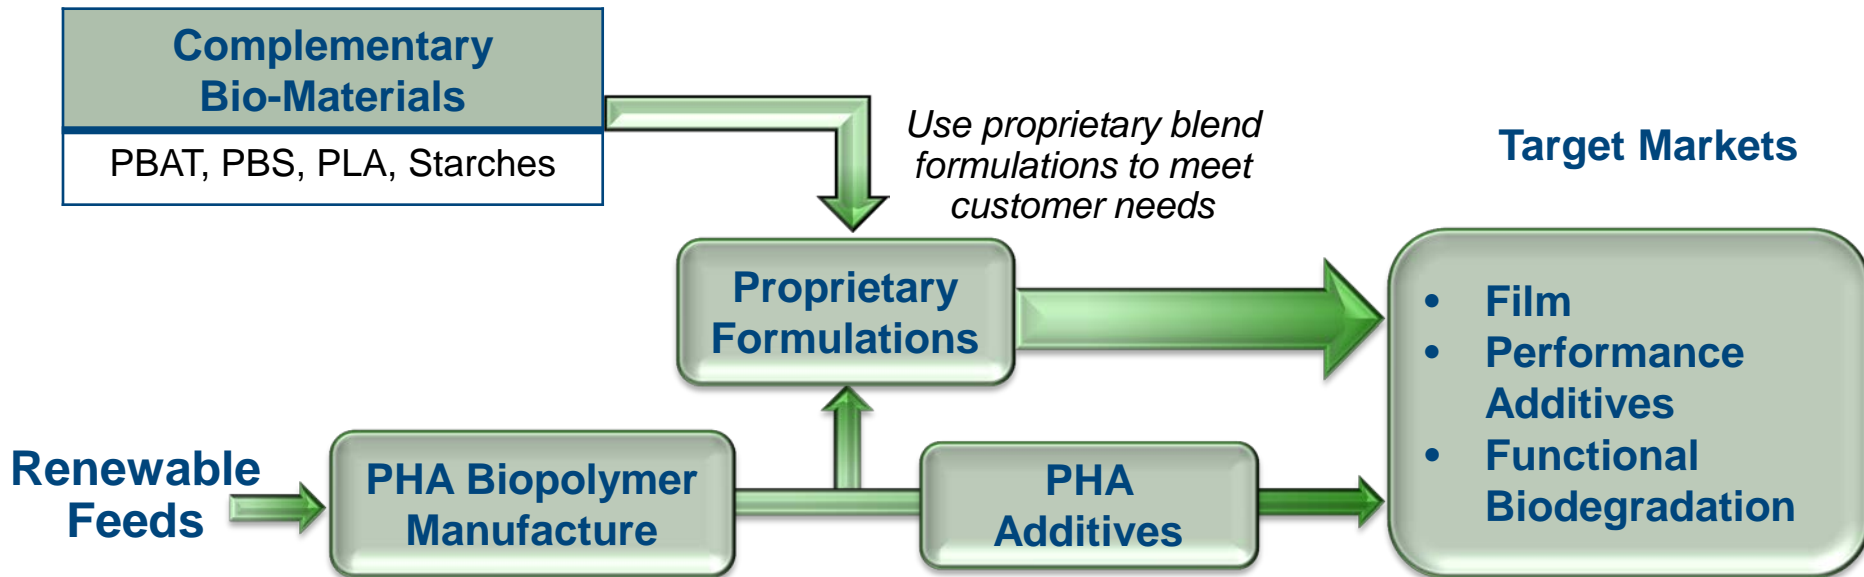 Complementary
Bio-Materials
PBAT, PBS, PLA, Starches
Use proprietary blend
formulations to meet
customer needs
Target Markets
Proprietary
Formulations
• Film
• Performance
Additives
• Functional
Biodegradation
Renewable
Feeds
PHA Biopolymer
Manufacture
PHA
Additives